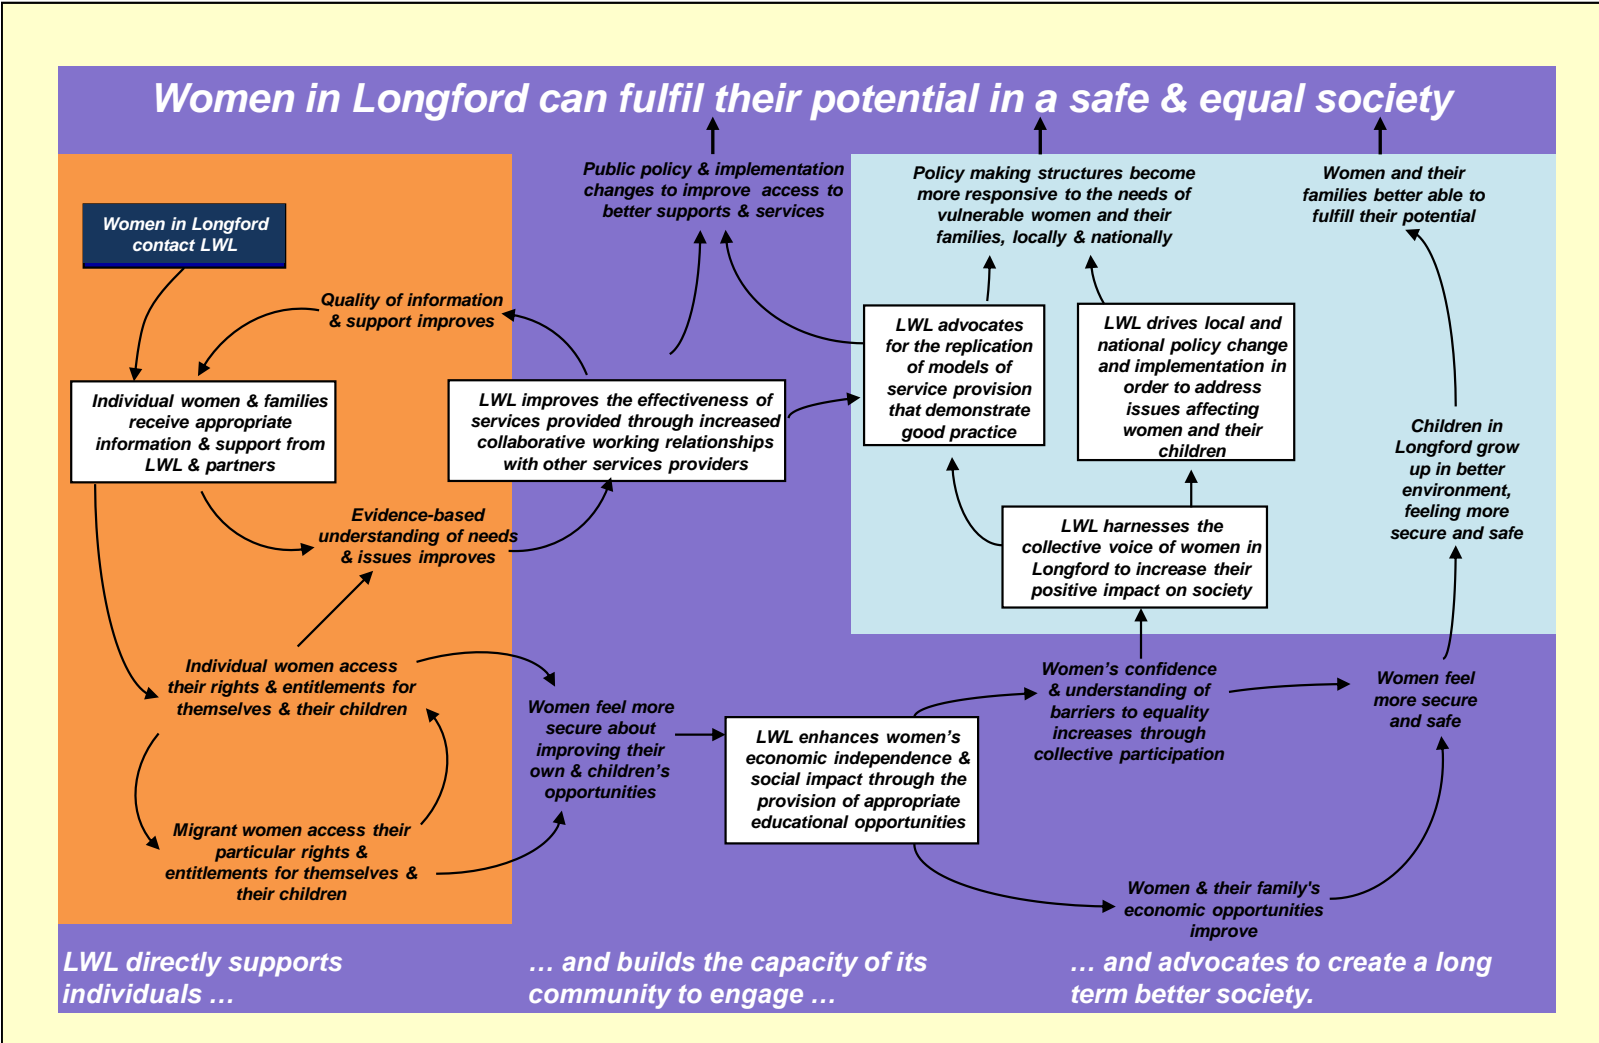 Women in Longford can fulfil their potential in a safe & equal society
Public policy & implementation
changes to improve access to
better supports & services
Policy making structures become
more responsive to the needs of
vulnerable women and their
families, locally & nationally
Women and their
families better able to
fulfill their potential
Women in Longford
contact LWL
Quality of information
& support improves
LWL advocates
for the replication
of models of
service provision
that demonstrate
good practice
LWL drives local and
national policy change
and implementation in
order to address
issues affecting
women and their
children
Individual women & families
receive appropriate
information & support from
LWL & partners
LWL improves the effectiveness of
services provided through increased
collaborative working relationships
with other services providers
Children in
Longford grow
up in better
environment,
feeling more
secure and safe
Evidence-based
understanding of needs
& issues improves
LWL harnesses the
collective voice of women in
Longford to increase their
positive impact on society
Individual women access
their rights & entitlements for
themselves & their children
Women feel more
secure about
improving their
own & children's
opportunities
LWL enhances women's
economic independence &
social impact through the
provision of appropriate
educational opportunities
Women's confidence
& understanding of
barriers to equality
increases through
collective participation
Women feel
more secure
and safe
Migrant women access their
particular rights &
entitlements for themselves &
their children
Women & their family's
economic opportunities
improve
LWL directly supports
individuals …
… and builds the capacity of its
community to engage …
… and advocates to create a long
term better society.